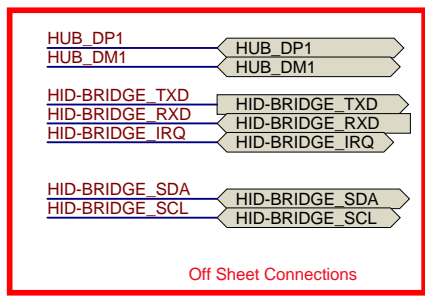 HUB_DP1 HUB_DP1
HUB_DM1 HUB_DM1
HID-BRIDGE_TXD HID-BRIDGE_TXD
HID-BRIDGE_RXD HID-BRIDGE_RXD
HID-BRIDGE_IRQ HID-BRIDGE_IRQ
HID-BRIDGE_SDA HID-BRIDGE_SDA
HID-BRIDGE_SCL HID-BRIDGE_SCL
Off Sheet Connections